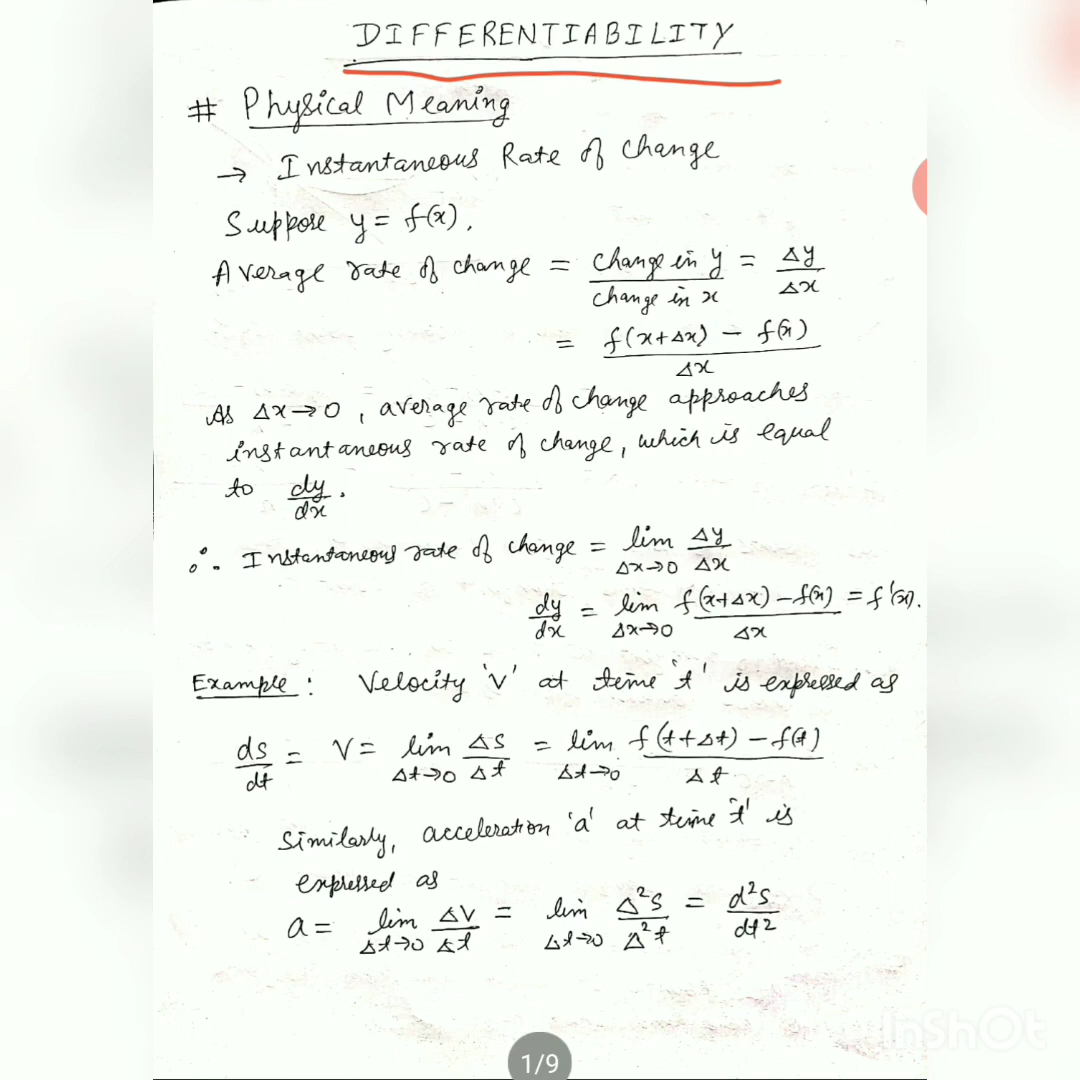 DIFFERENTIABILITY
# Physical Meaning
→ Instantaneous Rate of change
Suppose y = f(x),
Average rate of change = change in y / change in x = Δy/Δx
= f(x+Δx) - f(x) / Δx
As Δx→0, average rate of change approaches
instantaneous rate of change, which is equal
to dy/dx.
∴ Instantaneous rate of change = lim Δx→0 Δy/Δx
dy/dx = lim Δx→0 f(x+Δx)-f(x) / Δx = f'(x).
Example: Velocity 'v' at time 't' is expressed as
ds/dt = V = lim Δt→0 Δs/Δt = lim Δt→0 f(t+Δt) - f(t) / Δt
Similarly, acceleration 'a' at time 't' is
expressed as
a = lim Δt→0 ΔV/Δt = lim Δt→0 Δ²s/Δ²t = d²s/dt²
InShOt
1/9